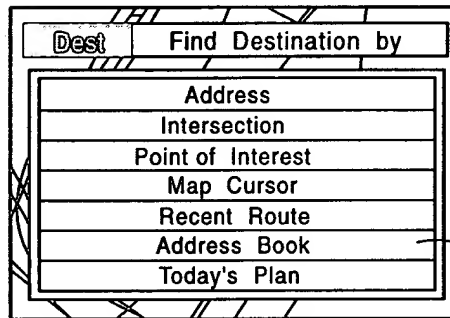 Dest Find Destination by
Address
Intersection
Point of Interest
Map Cursor
Recent Route
Address Book
Today's Plan